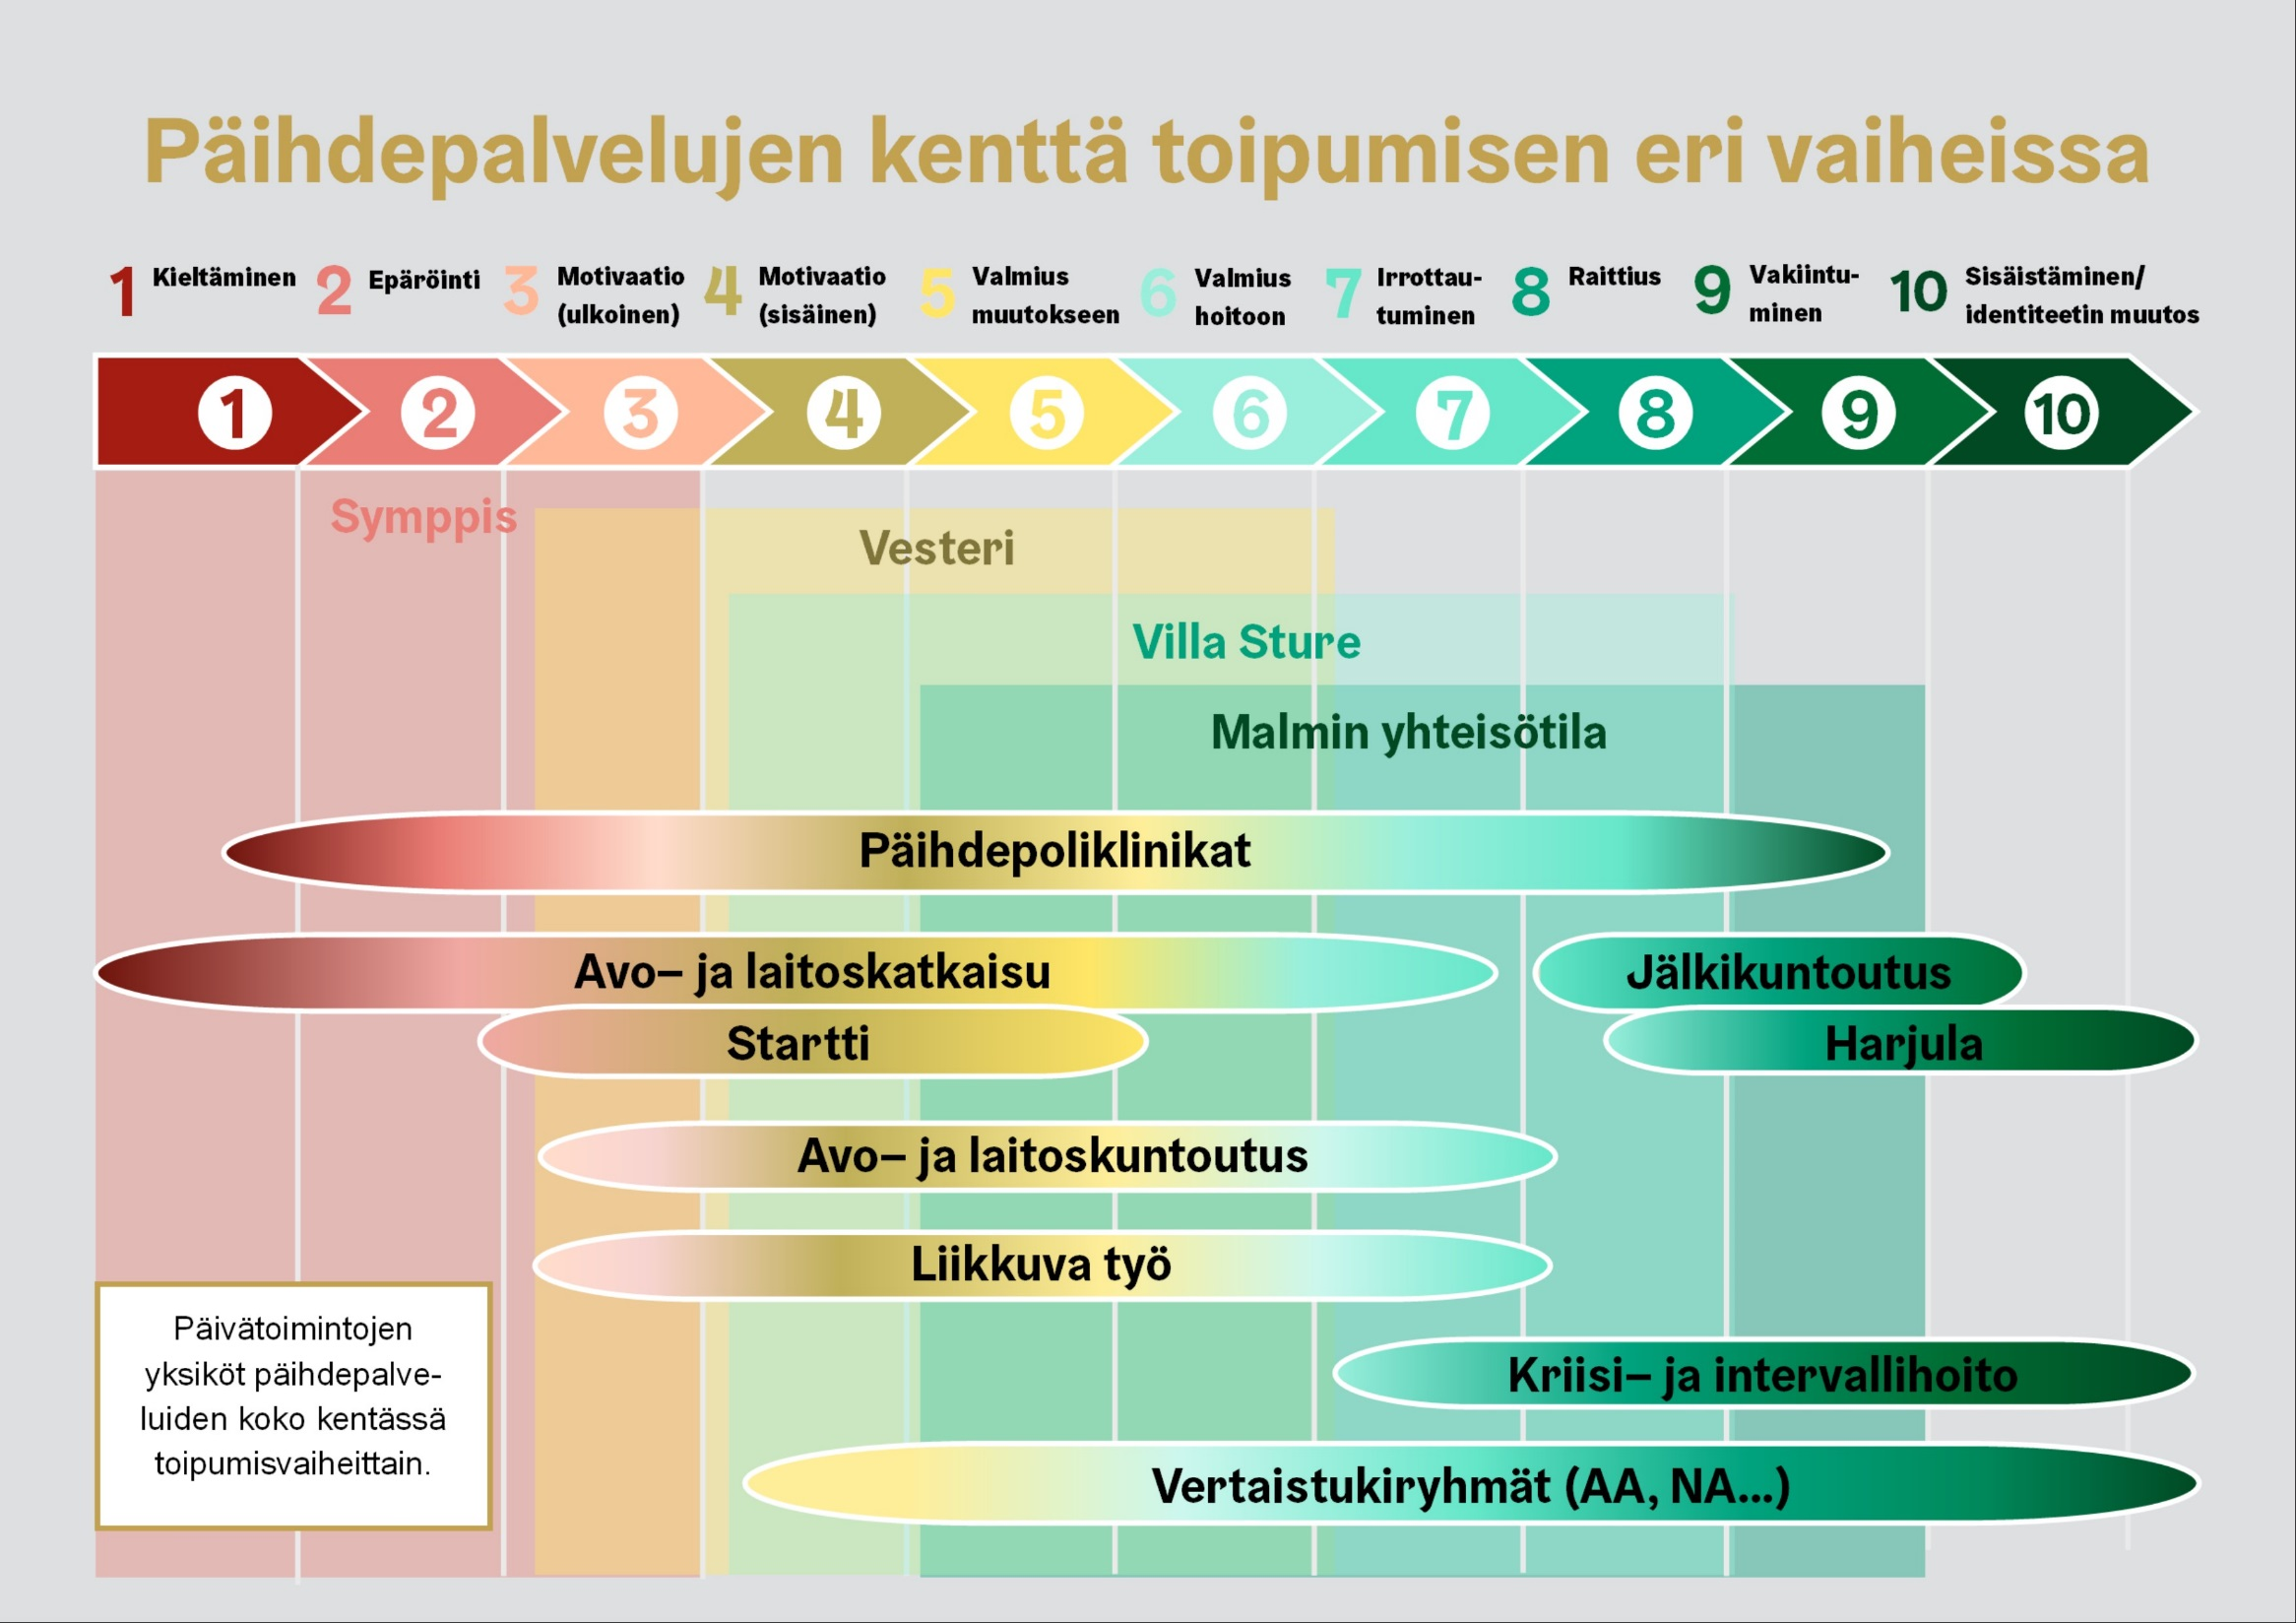 Päihdepalvelujen kenttä toipumisen eri vaiheissa
1 Kieltäminen
2 Epäröinti
3 Motivaatio
(ulkoinen)
4 Motivaatio
(sisäinen)
5 Valmius
muutokseen
6 Valmius
hoitoon
7 Irrottau-
tuminen
8 Raittius
9 Vakiintu-
minen
10 Sisäistäminen/
identiteetin muutos
1 2 3 4 5 6 7 8 9 10
Symppis
Vesteri
Villa Sture
Malmin yhteisötila
Päihdepoliklinikat
Avo– ja laitoskatkaisu
Jälkikuntoutus
Startti
Harjula
Avo– ja laitoskuntoutus
Liikkuva työ
Päivätoimintojen
yksiköt päihdepalve-
luiden koko kentässä
toipumisvaiheittain.
Kriisi– ja intervallihoito
Vertaistukiryhmät (AA, NA...)